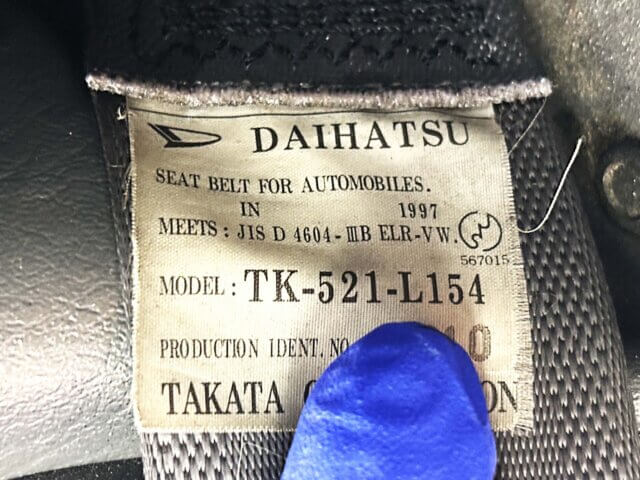 DAIHATSU
SEAT BELT FOR AUTOMOBILES.
IN 1997
MEETS : JIS D 4604-ⅢB ELR-VW.
567015
MODEL : TK-521-L154
PRODUCTION IDENT. NO
TAKATA